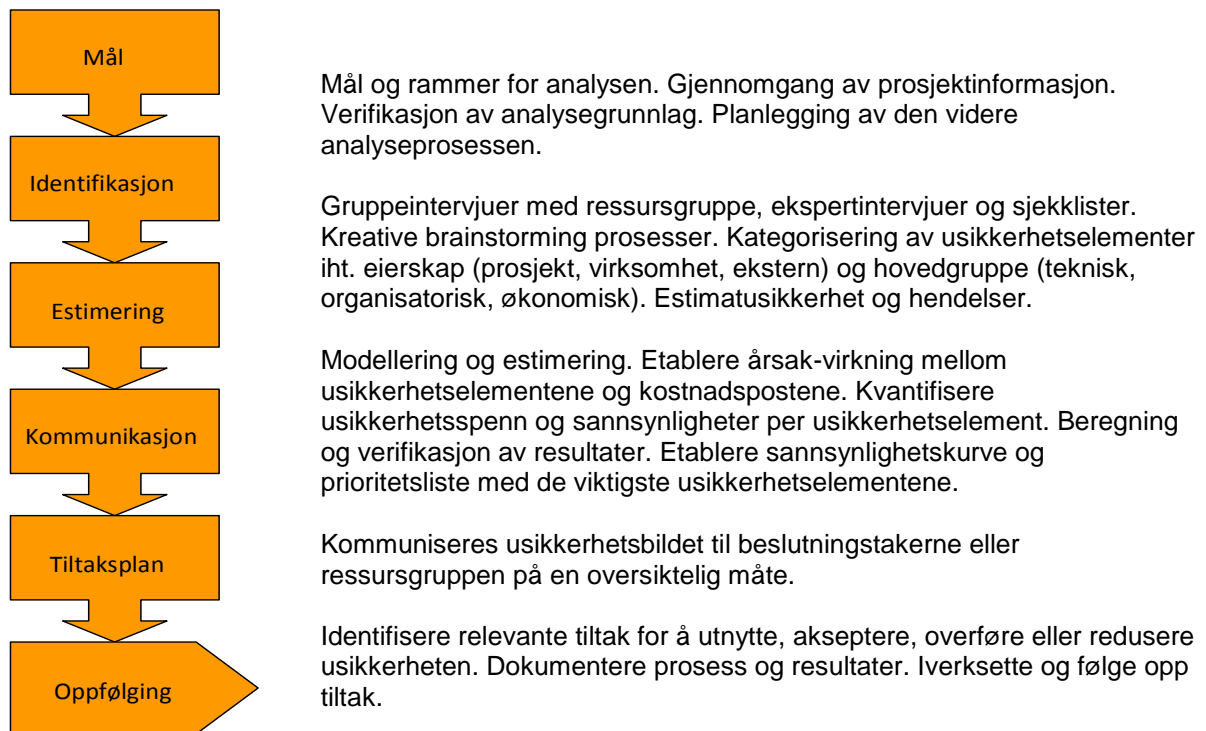 Mål
Mål og rammer for analysen. Gjennomgang av prosjektinformasjon.
Verifikasjon av analysegrunnlag. Planlegging av den videre
analyseprosessen.
Identifikasjon
Gruppeintervjuer med ressursgruppe, ekspertintervjuer og sjekklister.
Kreative brainstorming prosesser. Kategorisering av usikkerhetselementer
iht. eierskap (prosjekt, virksomhet, ekstern) og hovedgruppe (teknisk,
organisatorisk, økonomisk). Estimatusikkerhet og hendelser.
Estimering
Modellering og estimering. Etablere årsak-virkning mellom
usikkerhetselementene og kostnadspostene. Kvantifisere
usikkerhetsspenn og sannsynligheter per usikkerhetselement. Beregning
og verifikasjon av resultater. Etablere sannsynlighetskurve og
prioritetsliste med de viktigste usikkerhetselementene.
Kommunikasjon
Kommuniseres usikkerhetsbildet til beslutningstakerne eller
ressursgruppen på en oversiktelig måte.
Tiltaksplan
Identifisere relevante tiltak for å utnytte, akseptere, overføre eller redusere
usikkerheten. Dokumentere prosess og resultater. Iverksette og følge opp
tiltak.
Oppfølging